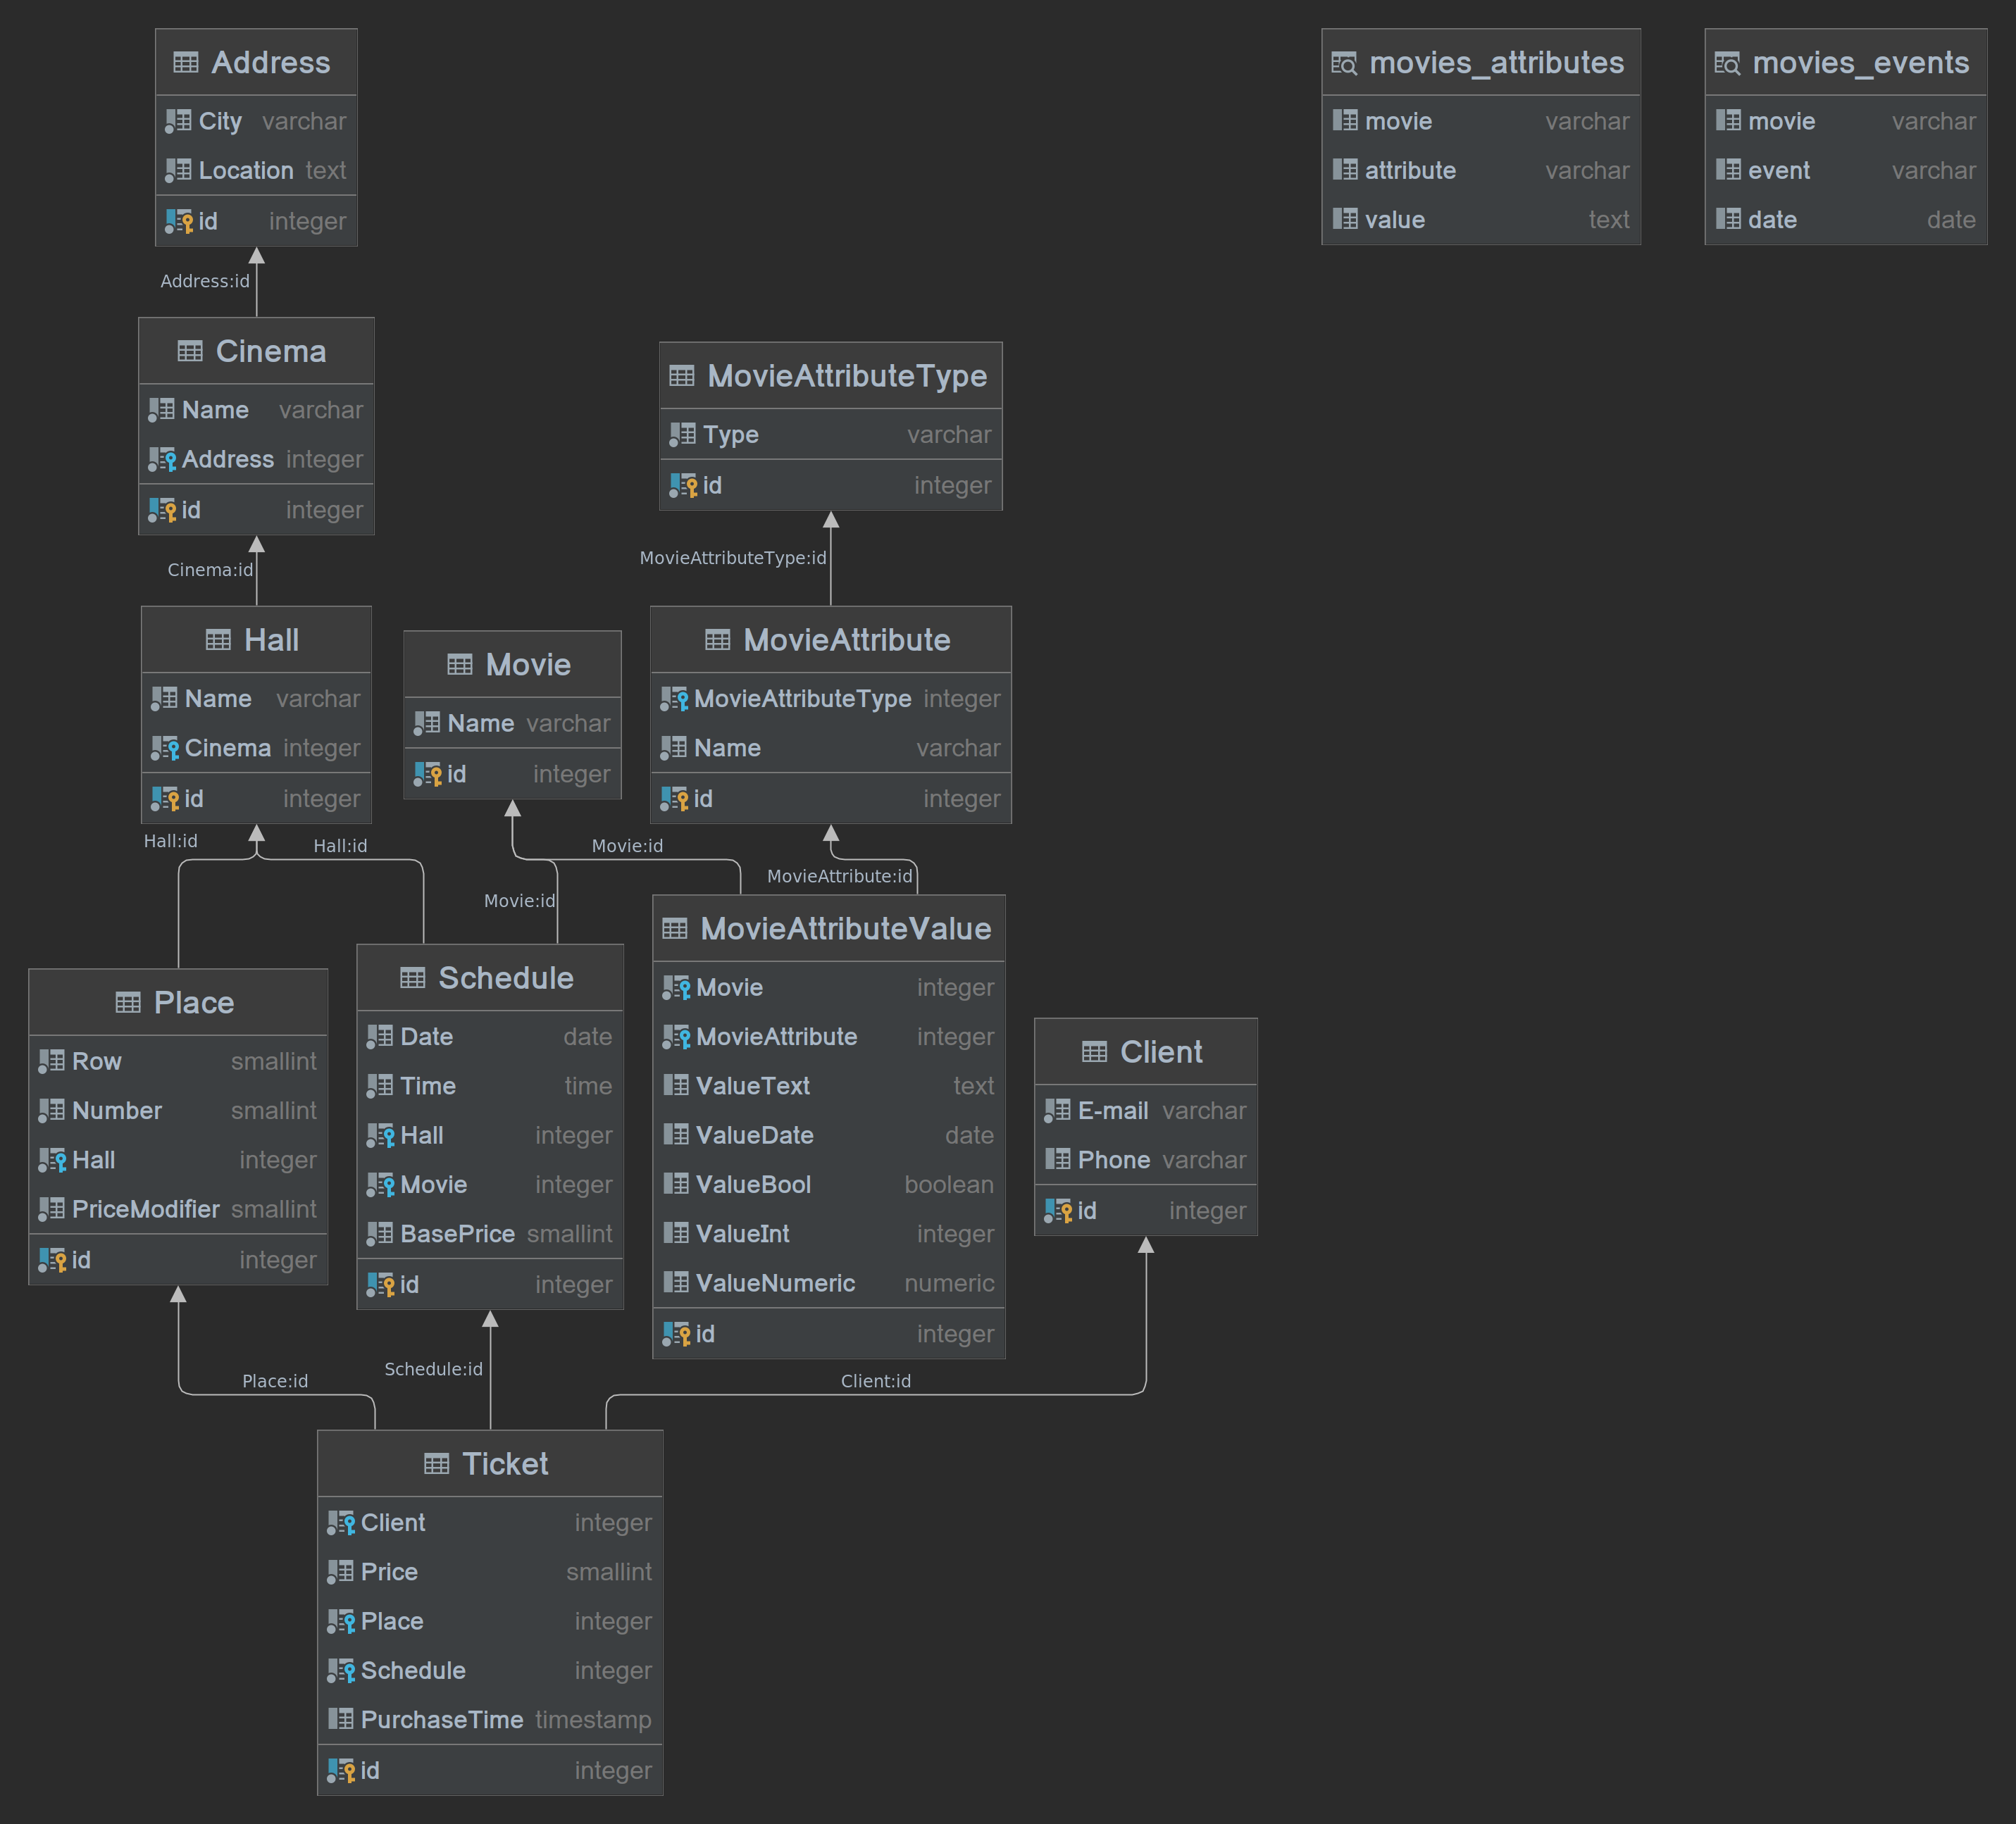 Address
City varchar
Location text
id integer
movies_attributes
movie varchar
attribute varchar
value text
movies_events
movie varchar
event varchar
date date
Address:id
Cinema
Name varchar
Address integer
id integer
MovieAttributeType
Type varchar
id integer
Cinema:id
MovieAttributeType:id
Hall
Name varchar
Cinema integer
id integer
Movie
Name varchar
id integer
MovieAttribute
MovieAttributeType integer
Name varchar
id integer
Hall:id
Hall:id
Movie:id
Movie:id
MovieAttribute:id
Place
Row smallint
Number smallint
Hall integer
PriceModifier smallint
id integer
Schedule
Date date
Time time
Hall integer
Movie integer
BasePrice smallint
id integer
MovieAttributeValue
Movie integer
MovieAttribute integer
ValueText text
ValueDate date
ValueBool boolean
ValueInt integer
ValueNumeric numeric
id integer
Client
E-mail varchar
Phone varchar
id integer
Place:id
Schedule:id
Client:id
Ticket
Client integer
Price smallint
Place integer
Schedule integer
PurchaseTime timestamp
id integer